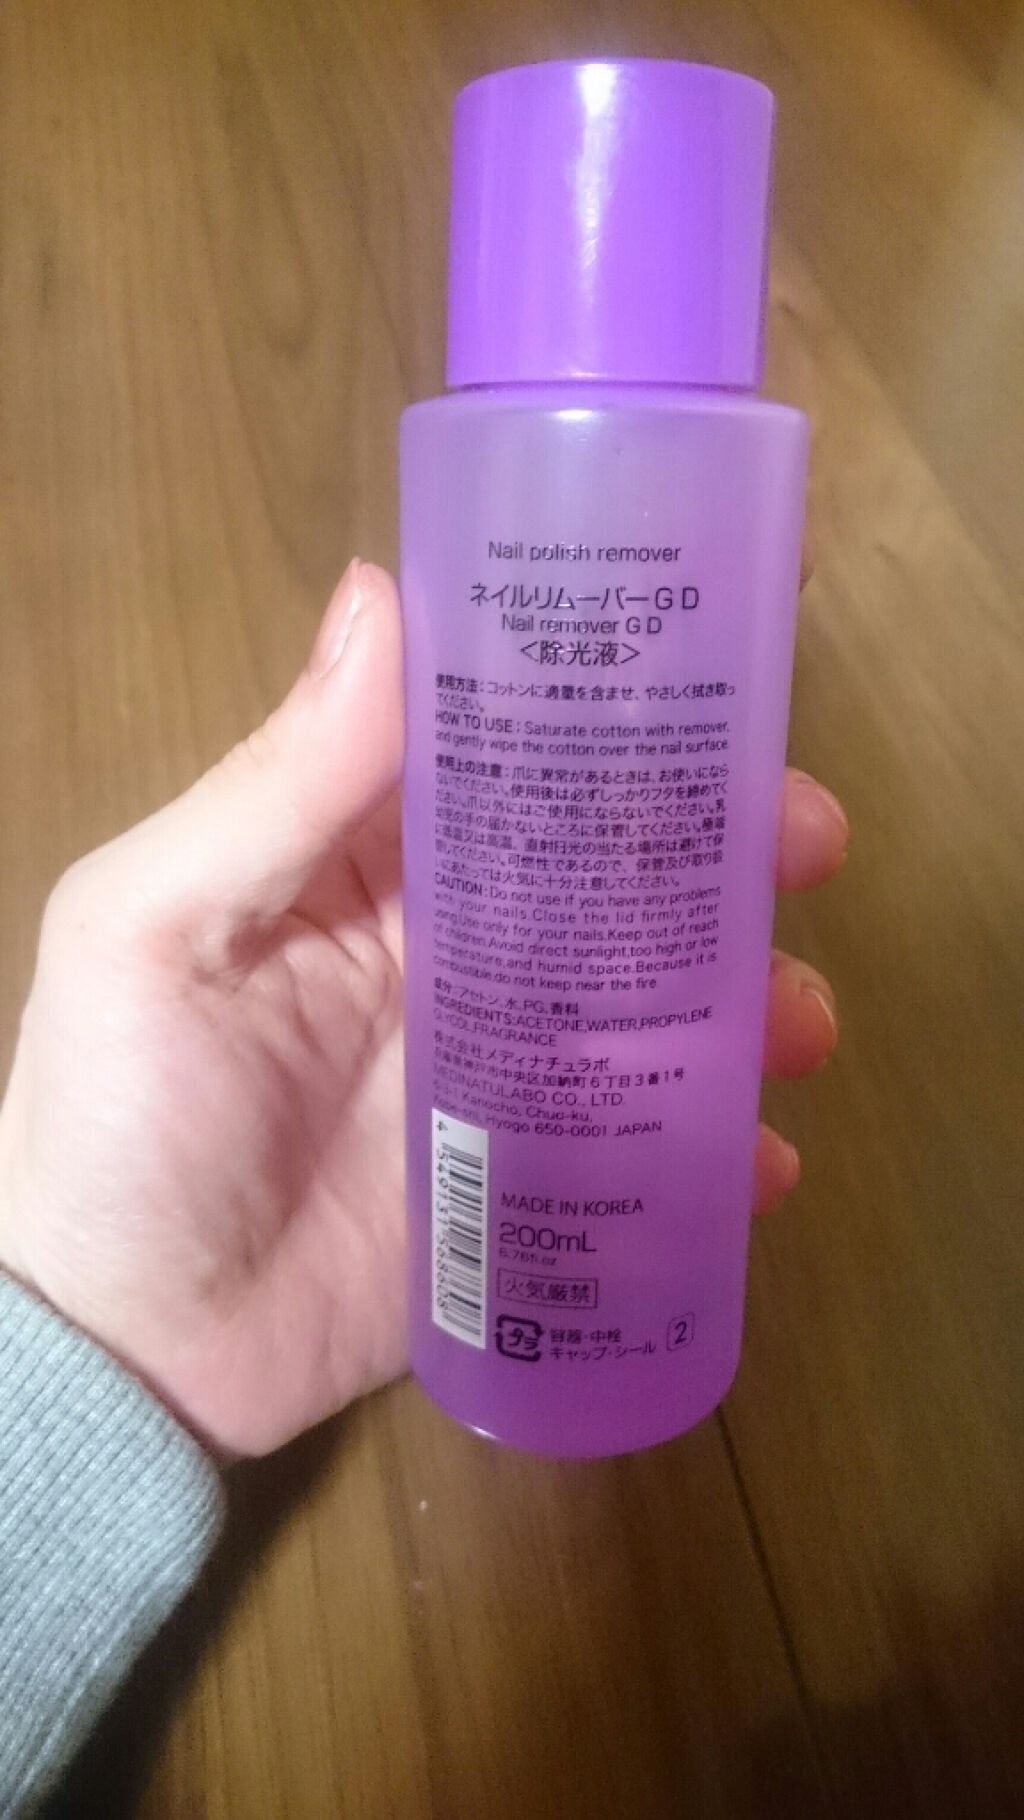 Nail polish remover
ネイルリムーバーGD
Nail remover GD
<除光液>
使用方法：コットンに適量を含ませ、やさしく拭き取っ
てください。
HOW TO USE : Saturate cotton with remover,
and gently wipe the cotton over the nail surface.
使用上の注意：爪に異常があるときは、お使いになら
ないでください。使用後は必ずしっかりフタを締めてく
ださい。爪以外にはご使用にならないでください。乳
幼児の手の届かないところに保管してください。極端
に低温又は高温、直射日光の当たる場所は避けて保
管してください。可燃性であるので、保管及び取り扱
いにあたっては火気に十分注意してください。
CAUTION : Do not use if you have any problems
with your nails.Close the lid firmly after
using.Use only for your nails.Keep out of reach
of children.Avoid direct sunlight,too high or low
temperature,and humid space.Because it is
combustible,do not keep near the fire.
成分：アセトン、水、PG、香料
INGREDIENTS:ACETONE,WATER,PROPYLENE
GLYCOL,FRAGRANCE
株式会社メディナチュラボ
兵庫県神戸市中央区加納町6丁目3番1号
MEDINATULABO CO., LTD.
6-3-1 Kanocho, Chuo-ku,
Kobe-shi, Hyogo 650-0001 JAPAN
4 549131 568608
MADE IN KOREA
200mL
6.76fl.oz
火気厳禁
プラ
容器・中栓
キャップ・シール
2